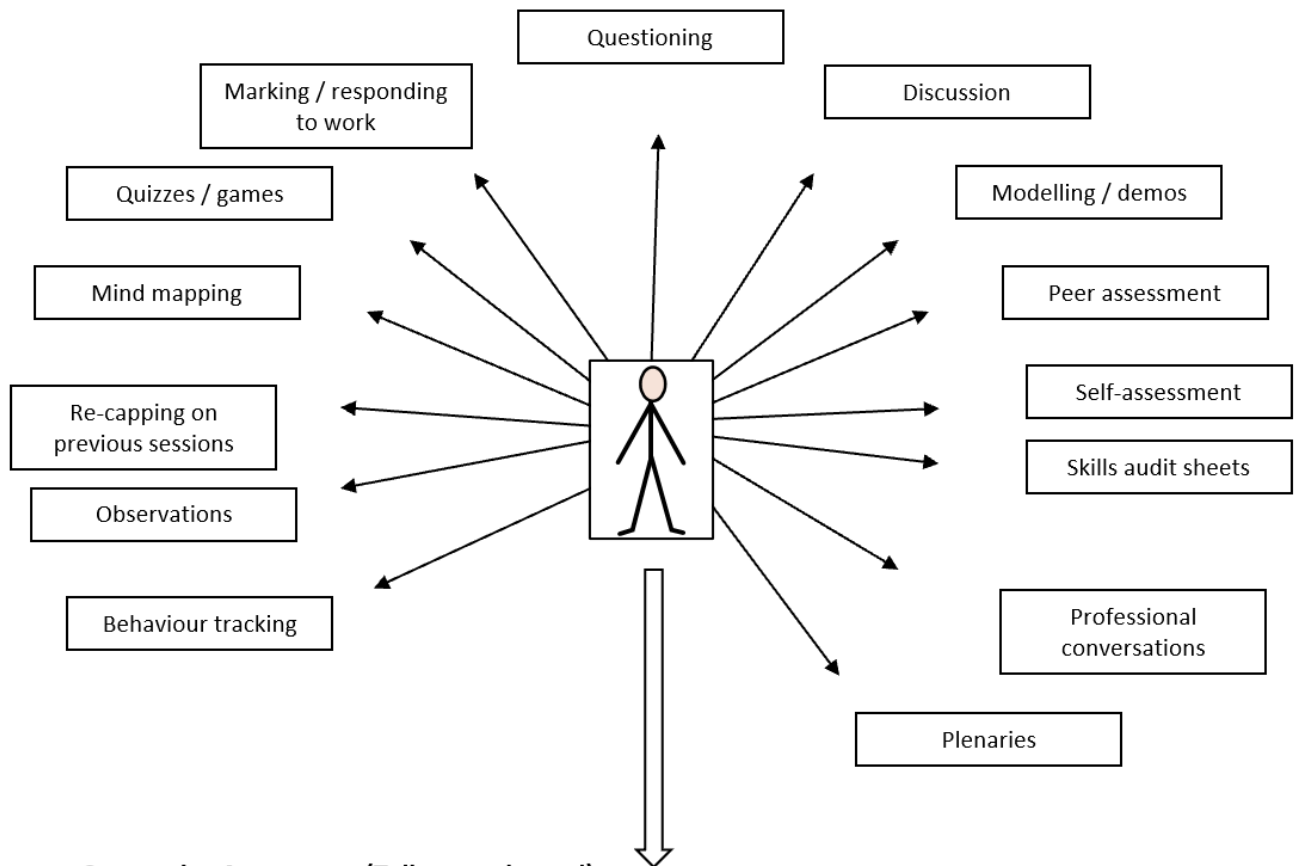 Questioning
Marking / responding
to work
Discussion
Quizzes / games
Modelling / demos
Mind mapping
Peer assessment
Re-capping on
previous sessions
Self-assessment
Skills audit sheets
Observations
Behaviour tracking
Professional
conversations
Plenaries